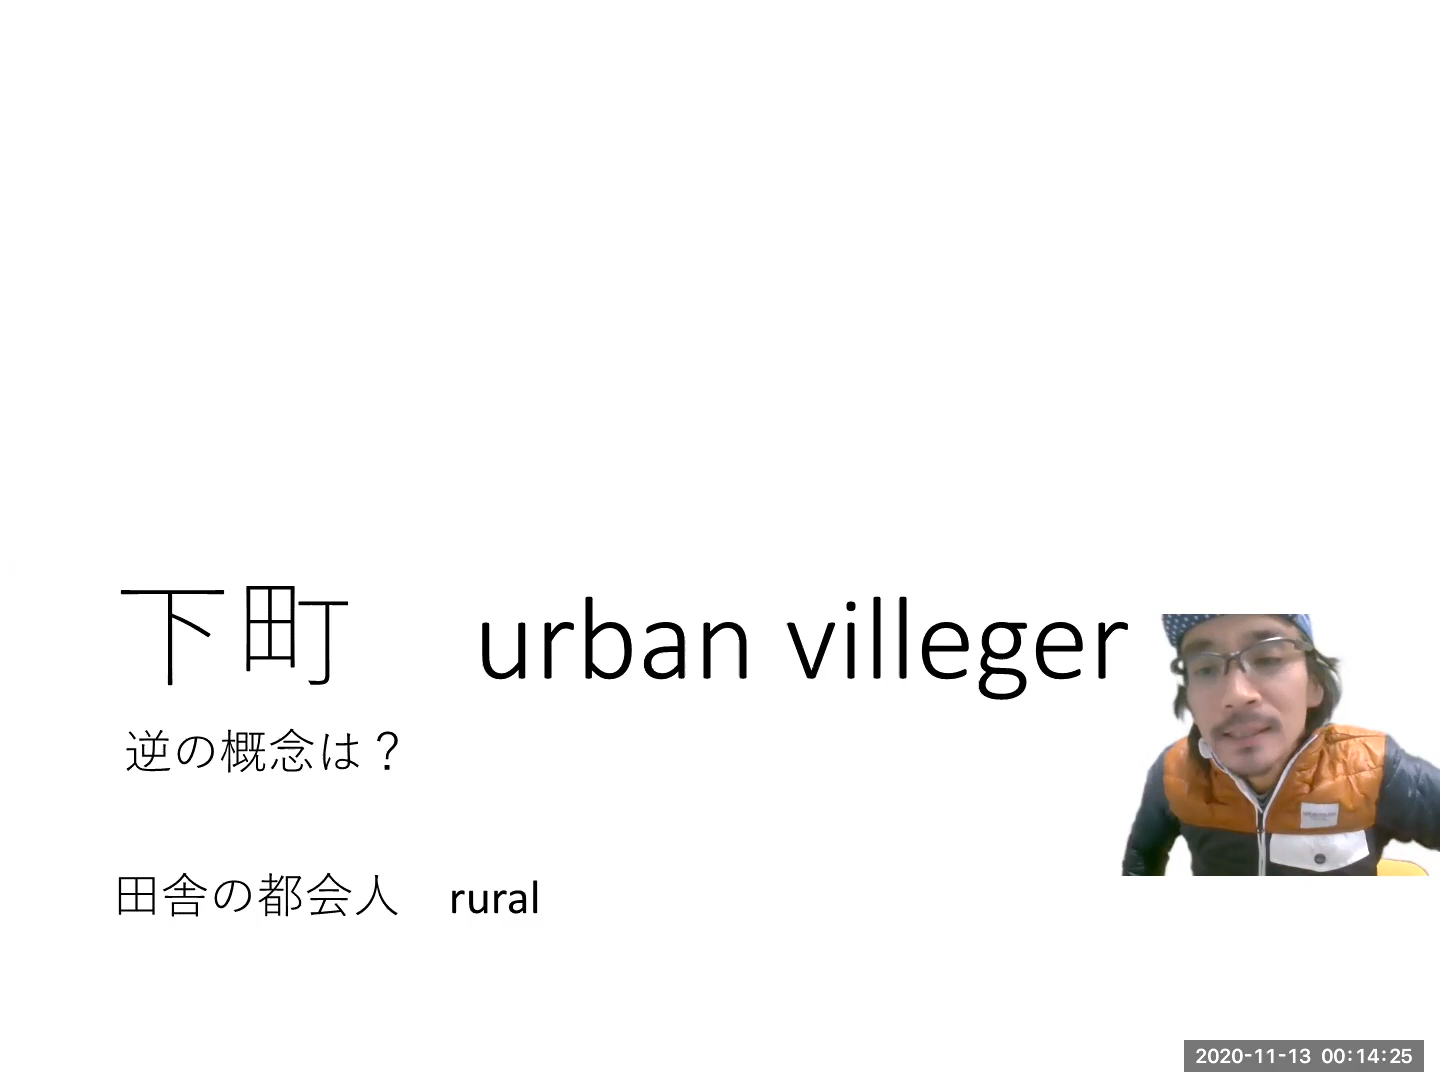 下町 urban villeger
逆の概念は？
田舎の都会人 rural
2020-11-13 00:14:25